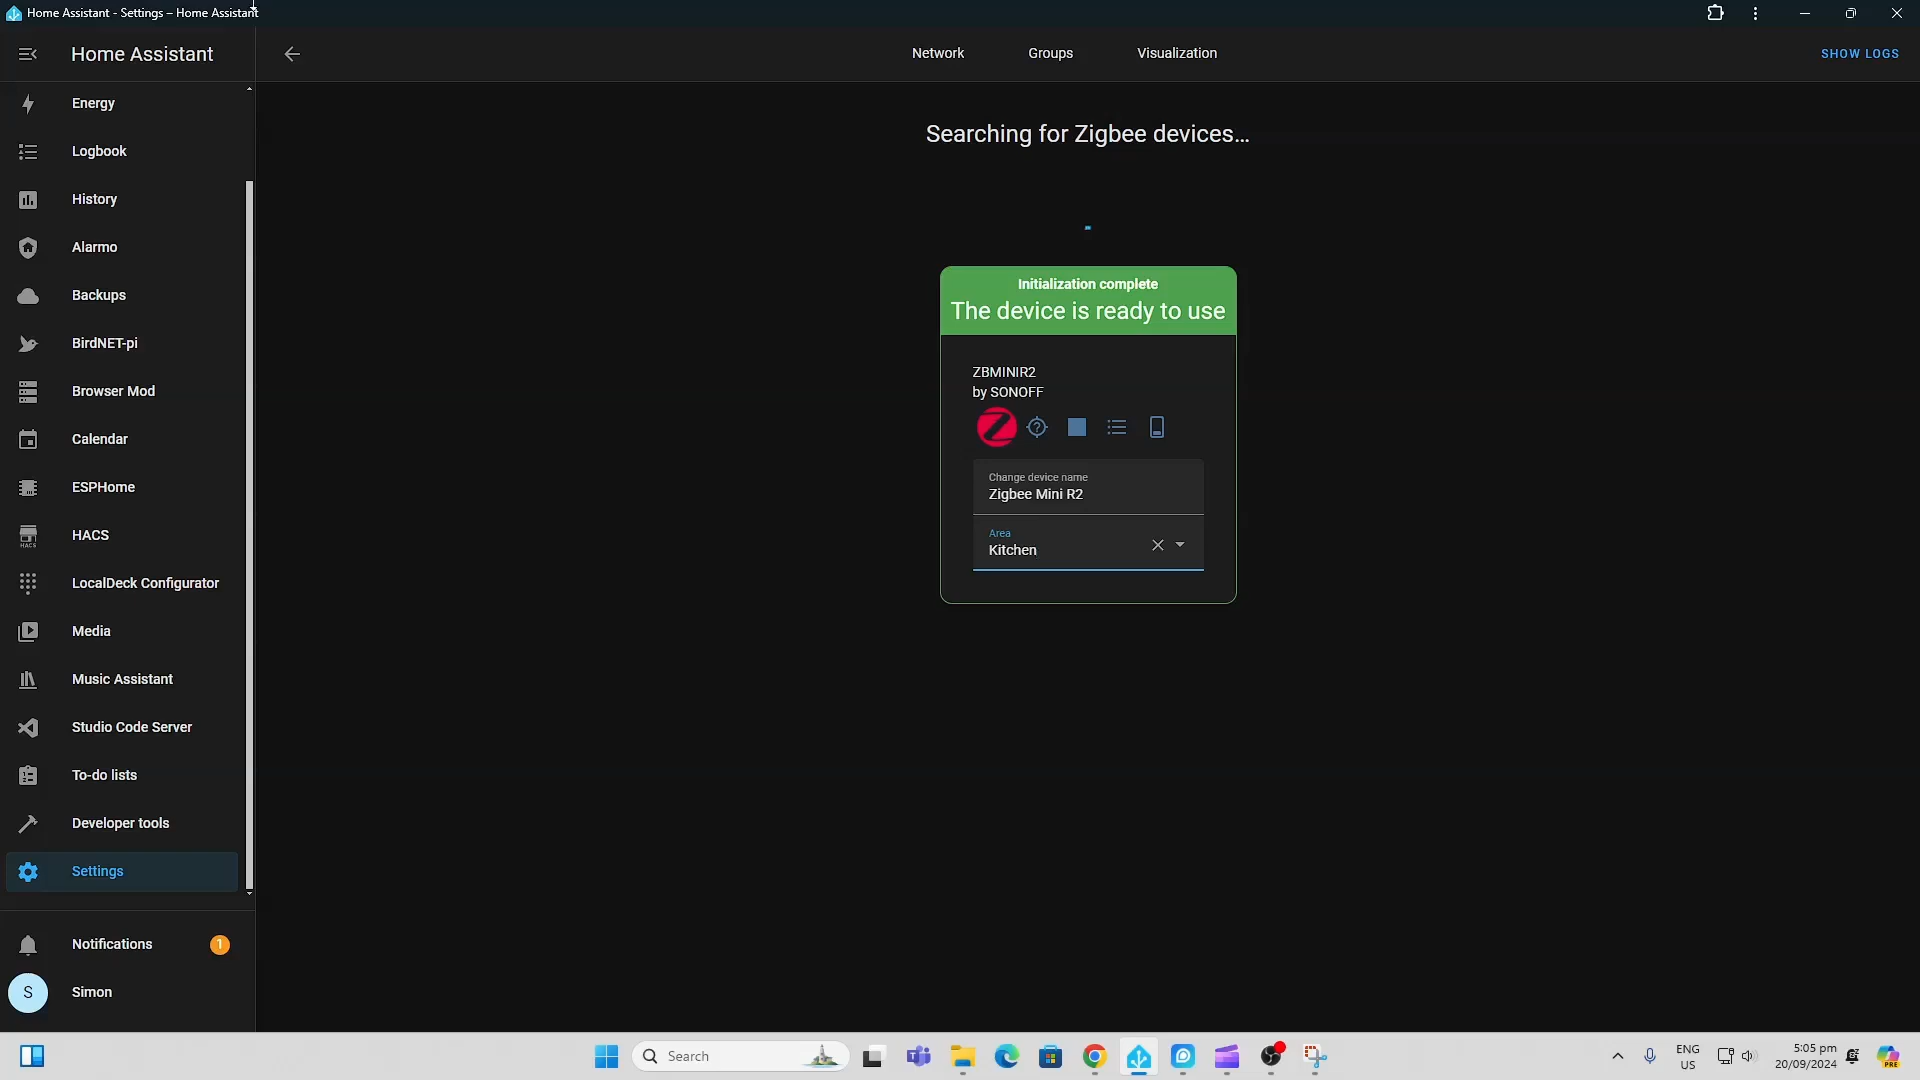 Home Assistant - Settings – Home Assistant
Home Assistant
Network
Groups
Visualization
SHOW LOGS
Energy
Logbook
History
Alarmo
Backups
BirdNET-pi
Browser Mod
Calendar
ESPHome
HACS
HACS
LocalDeck Configurator
Media
Music Assistant
Studio Code Server
To-do lists
Developer tools
Settings
Notifications
1
S
Simon
Searching for Zigbee devices...
Initialization complete
The device is ready to use
ZBMINIR2
by SONOFF
Change device name
Zigbee Mini R2
Area
Kitchen
Search
ENG
US
5:05 pm
20/09/2024
PRE